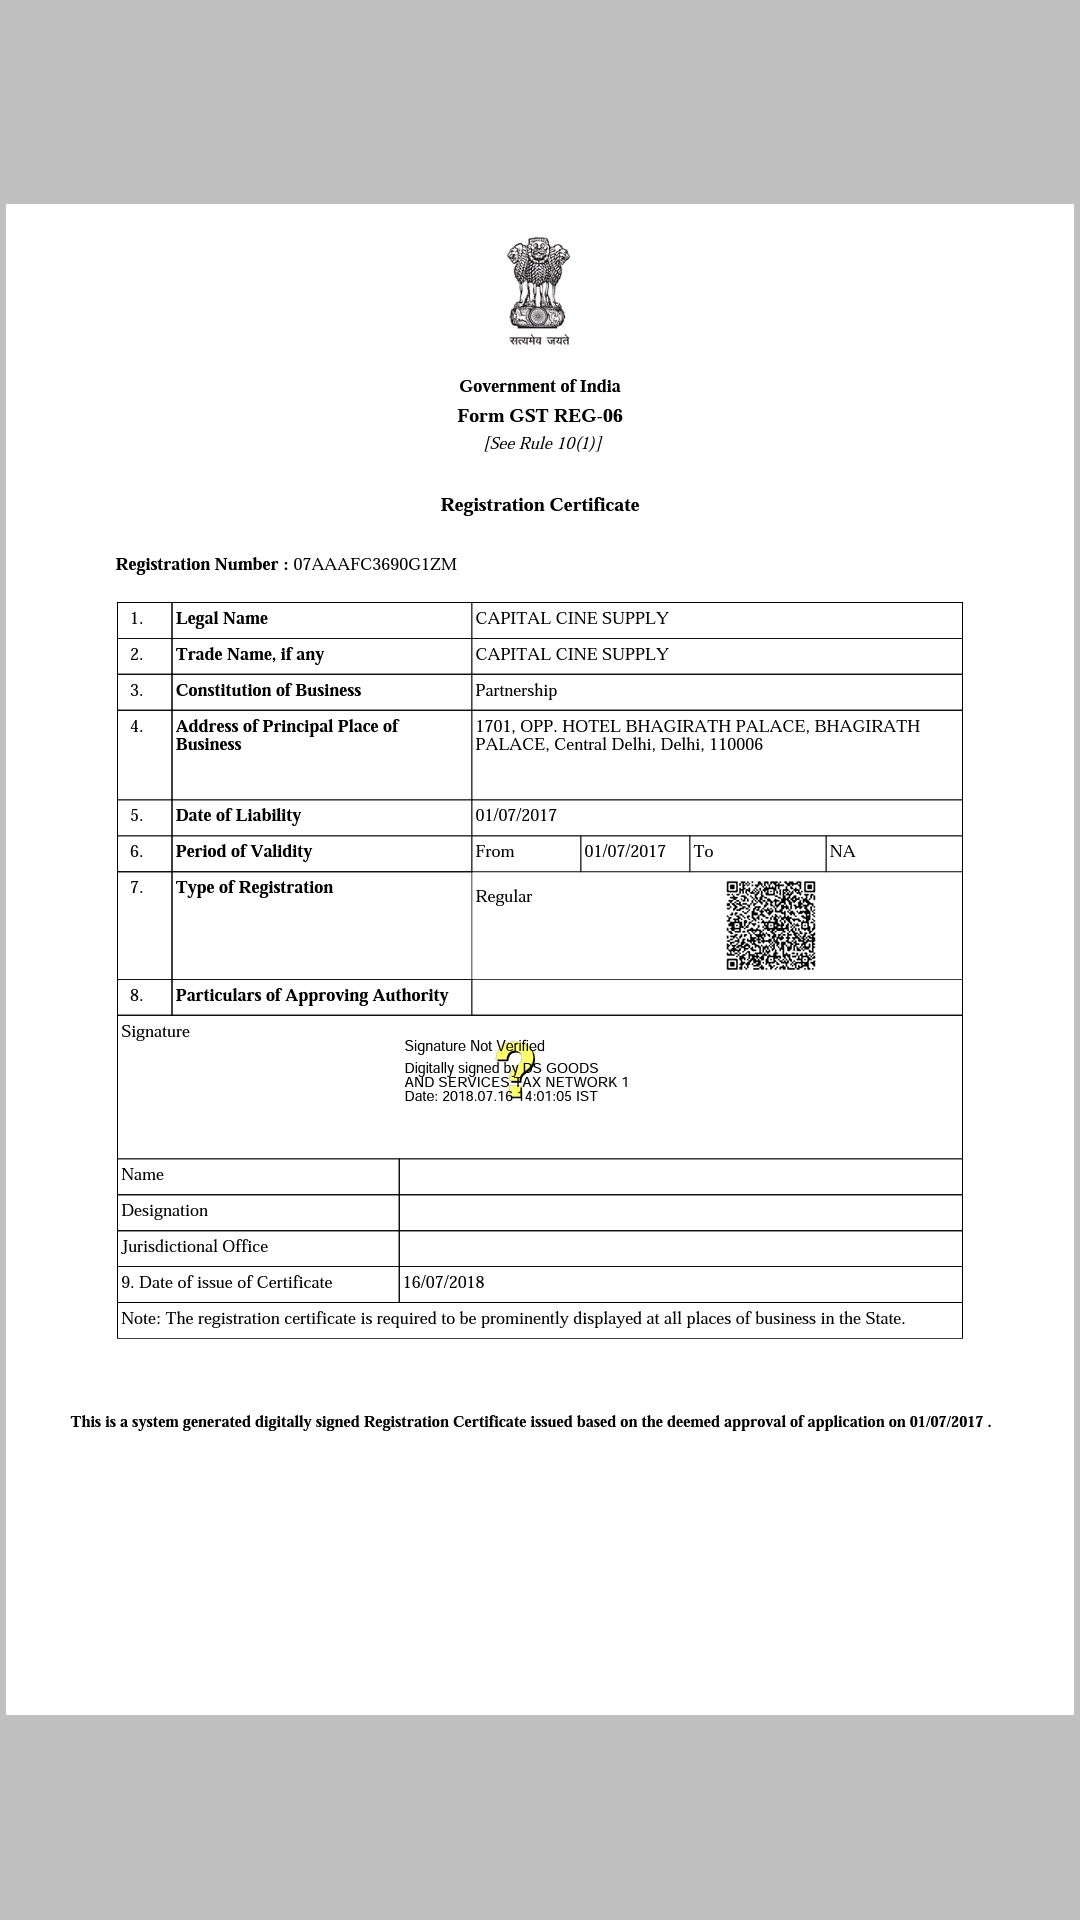 सत्यमेव जयते
Government of India
Form GST REG-06
[See Rule 10(1)]
Registration Certificate
Registration Number : 07AAAFC3690G1ZM
1. Legal Name CAPITAL CINE SUPPLY
2. Trade Name, if any CAPITAL CINE SUPPLY
3. Constitution of Business Partnership
4. Address of Principal Place of Business 1701, OPP. HOTEL BHAGIRATH PALACE, BHAGIRATH
PALACE, Central Delhi, Delhi, 110006
5. Date of Liability 01/07/2017
6. Period of Validity From 01/07/2017 To NA
7. Type of Registration Regular
8. Particulars of Approving Authority
Signature
Signature Not Verified
Digitally signed by DS GOODS
AND SERVICES TAX NETWORK 1
Date: 2018.07.16 14:01:05 IST
Name
Designation
Jurisdictional Office
9. Date of issue of Certificate 16/07/2018
Note: The registration certificate is required to be prominently displayed at all places of business in the State.
This is a system generated digitally signed Registration Certificate issued based on the deemed approval of application on 01/07/2017 .